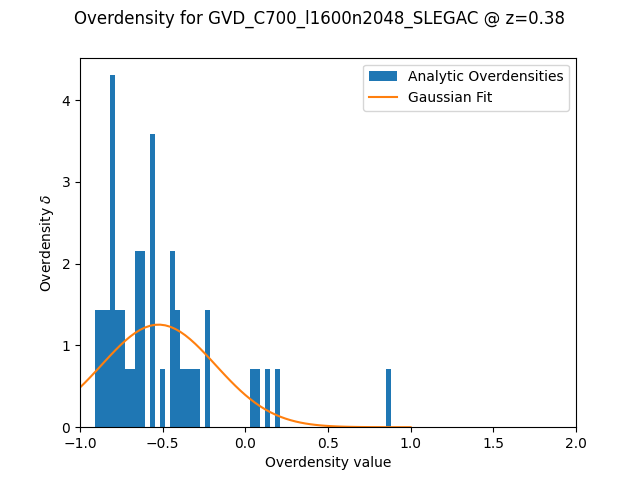 Overdensity for GVD_C700_l1600n2048_SLEGAC @ z=0.38
Analytic Overdensities
Gaussian Fit
Overdensity δ
4
3
2
1
0
−1.0 −0.5 0.0 0.5 1.0 1.5 2.0
Overdensity value